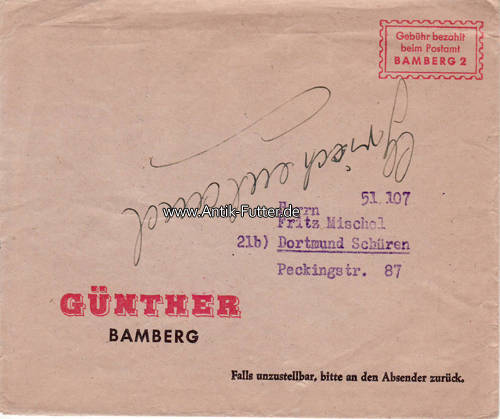 Gebühr bezahlt
beim Postamt
BAMBERG 2
Griechenland
www.Antik-Futter.de
51 107
Herrn
Fritz Mischel
21b) Dortmund Schüren
Peckingstr. 87
GÜNTHER
BAMBERG
Falls unzustellbar, bitte an den Absender zurück.